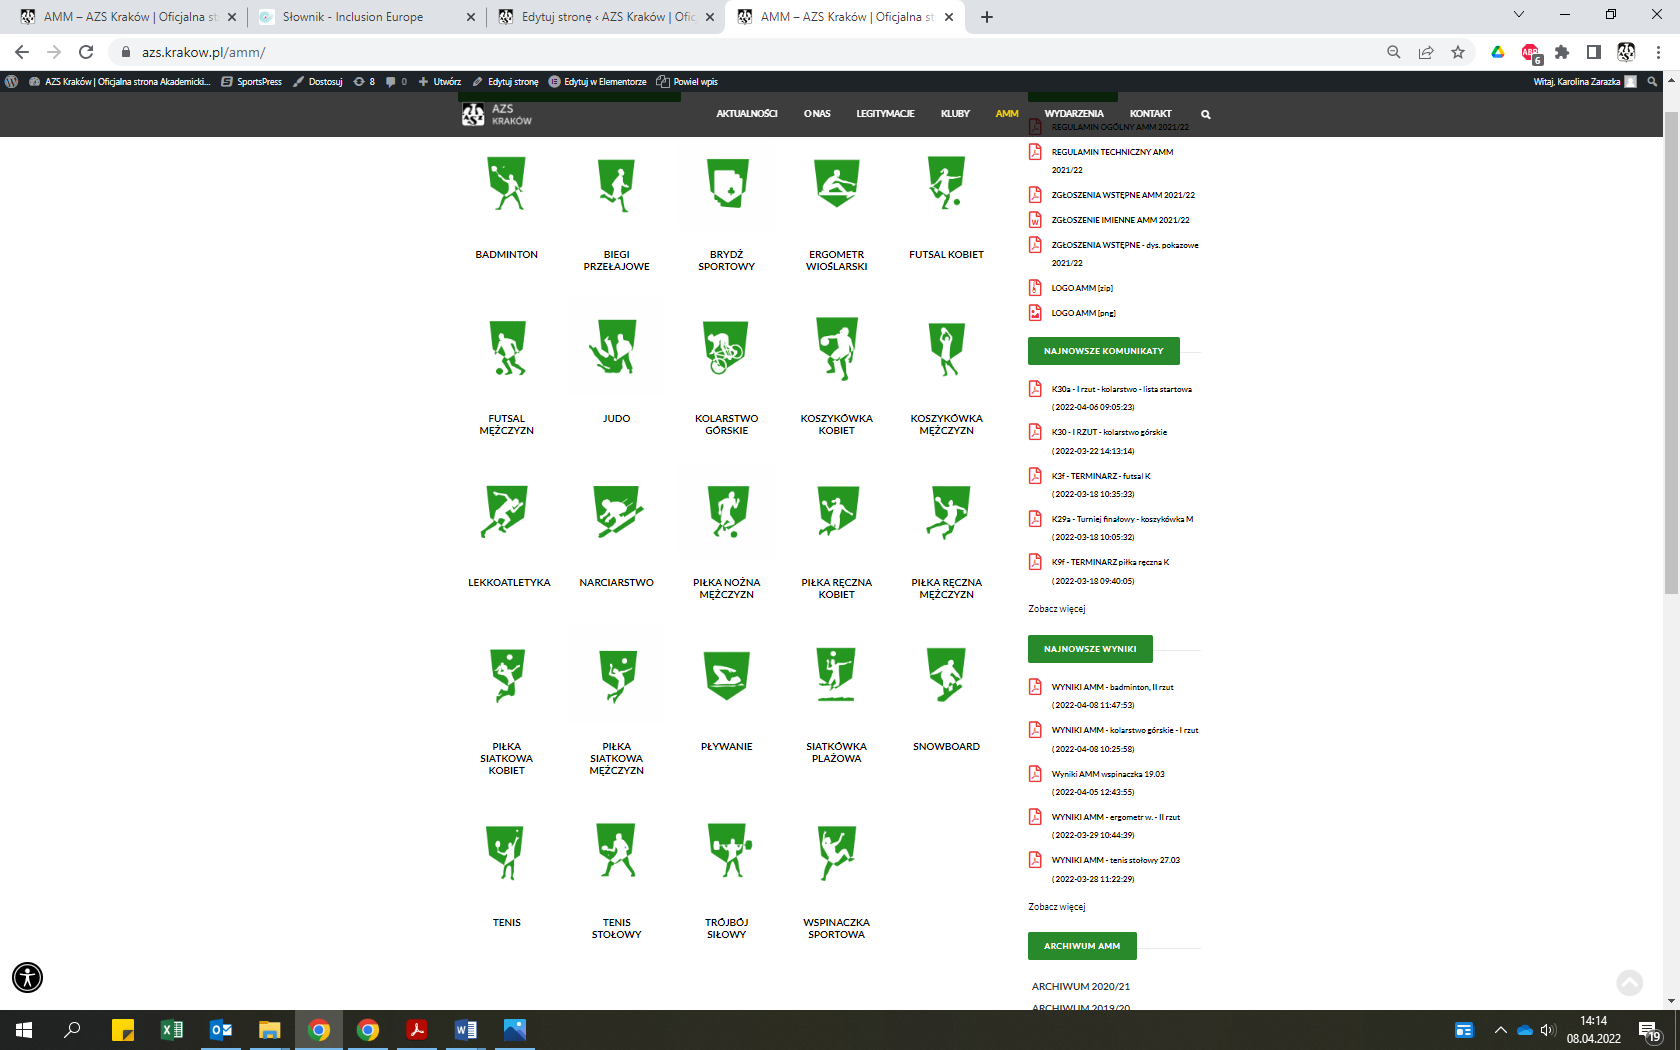 AMM – AZS Kraków | Oficjalna st
Słownik - Inclusion Europe
Edytuj stronę ‹ AZS Kraków | Ofic
AMM – AZS Kraków | Oficjalna st
azs.krakow.pl/amm/
ABP
6
AZS Kraków | Oficjalna strona Akademicki...
SportsPress
Dostosuj
8
0
Utwórz
Edytuj stronę
Edytuj w Elementorze
Powiel wpis
Witaj, Karolina Zarazka
AZS
KRAKÓW
AKTUALNOŚCI
O NAS
LEGITYMACJE
KLUBY
AMM
WYDARZENIA
KONTAKT
BADMINTON
BIEGI
PRZEŁAJOWE
BRYDŻ
SPORTOWY
ERGOMETR
WIOŚLARSKI
FUTSAL KOBIET
FUTSAL
MĘŻCZYZN
JUDO
KOLARSTWO
GÓRSKIE
KOSZYKÓWKA
KOBIET
KOSZYKÓWKA
MĘŻCZYZN
LEKKOATLETYKA
NARCIARSTWO
PIŁKA NOŻNA
MĘŻCZYZN
PIŁKA RĘCZNA
KOBIET
PIŁKA RĘCZNA
MĘŻCZYZN
PIŁKA
SIATKOWA
KOBIET
PIŁKA
SIATKOWA
MĘŻCZYZN
PŁYWANIE
SIATKÓWKA
PLAŻOWA
SNOWBOARD
TENIS
TENIS
STOŁOWY
TRÓJBÓJ
SIŁOWY
WSPINACZKA
SPORTOWA
REGULAMIN OGÓLNY AMM 2021/22
REGULAMIN TECHNICZNY AMM
2021/22
ZGŁOSZENIA WSTĘPNE AMM 2021/22
ZGŁOSZENIE IMIENNE AMM 2021/22
ZGŁOSZENIA WSTĘPNE - dys. pokazowe
2021/22
LOGO AMM [zip]
LOGO AMM [png]
NAJNOWSZE KOMUNIKATY
K30a - I rzut - kolarstwo - lista startowa
(2022-04-06 09:05:23)
K30 - I RZUT - kolarstwo górskie
(2022-03-22 14:13:14)
K3f - TERMINARZ - futsal K
(2022-03-18 10:35:33)
K29a - Turniej finałowy - koszykówka M
(2022-03-18 10:05:32)
K9f - TERMINARZ piłka ręczna K
(2022-03-18 09:40:05)
Zobacz więcej
NAJNOWSZE WYNIKI
WYNIKI AMM - badminton, II rzut
(2022-04-08 11:47:53)
WYNIKI AMM - kolarstwo górskie - I rzut
(2022-04-08 10:25:58)
Wyniki AMM wspinaczka 19.03
(2022-04-05 12:43:55)
WYNIKI AMM - ergometr w. - II rzut
(2022-03-29 10:44:39)
WYNIKI AMM - tenis stołowy 27.03
(2022-03-28 11:22:29)
Zobacz więcej
ARCHIWUM AMM
ARCHIWUM 2020/21
ARCHIWUM 2019/20
14:14
08.04.2022
19